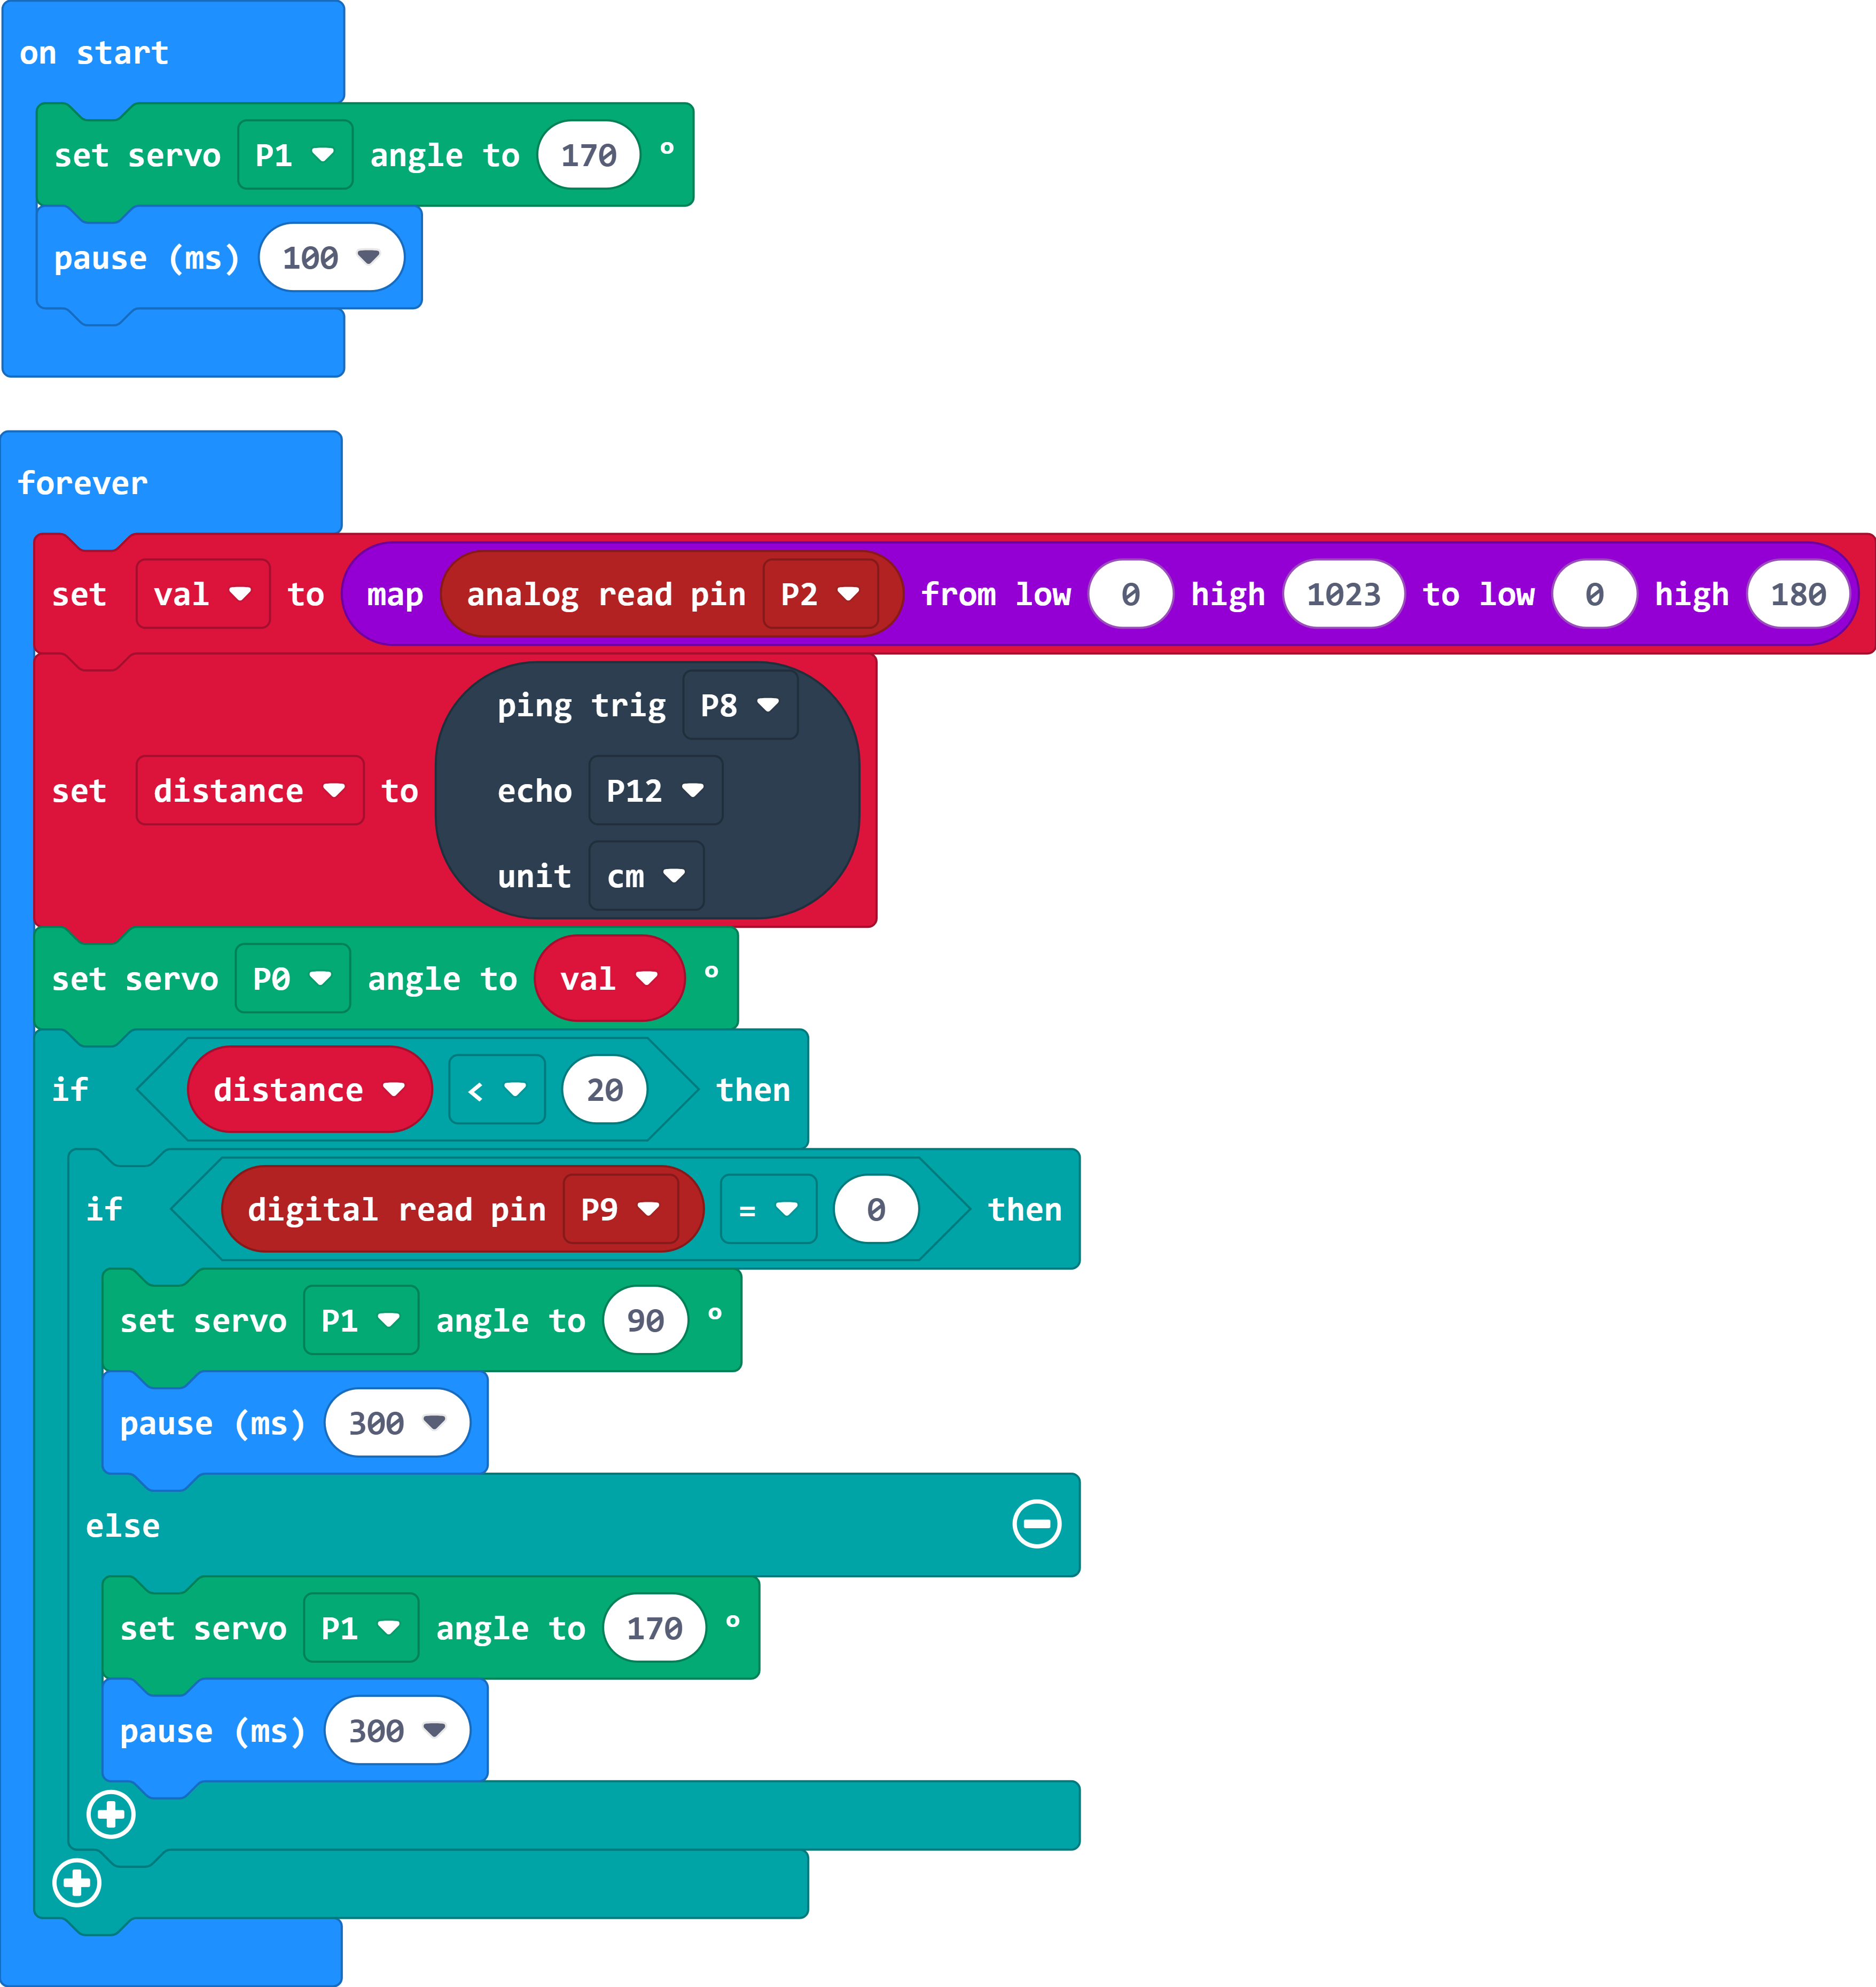 on start
set servo P1 angle to 170 °
pause (ms) 100
forever
set val to map analog read pin P2 from low 0 high 1023 to low 0 high 180
set distance to ping trig P8
echo P12
unit cm
set servo P0 angle to val °
if distance < 20 then
if digital read pin P9 = 0 then
set servo P1 angle to 90 °
pause (ms) 300
else
set servo P1 angle to 170 °
pause (ms) 300